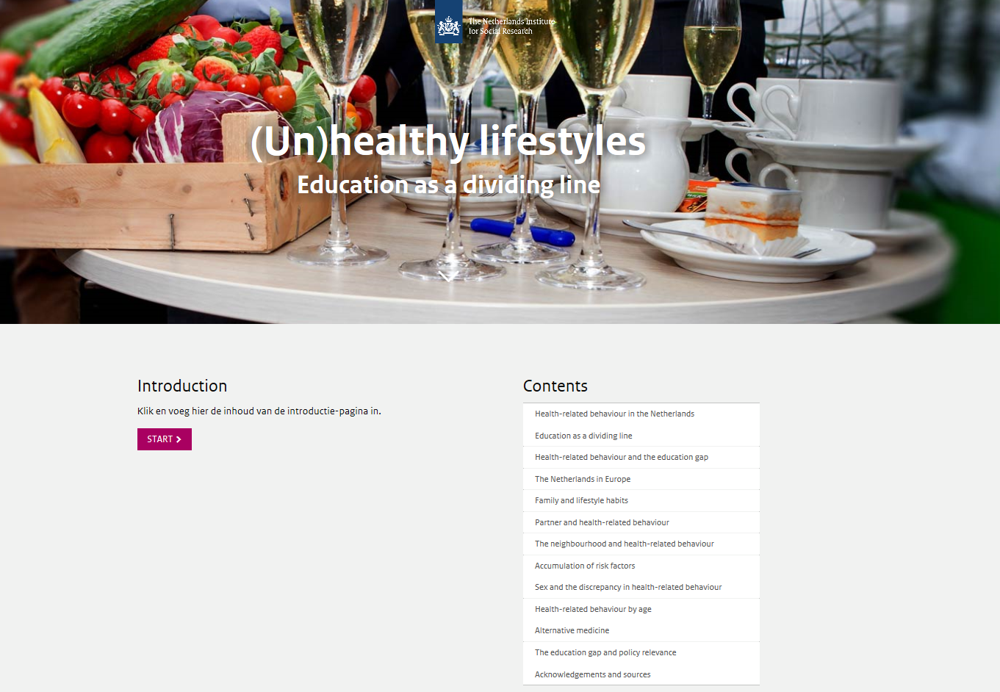 The Netherlands Institute
for Social Research
(Un)healthy lifestyles
Education as a dividing line
Introduction
Klik en voeg hier de inhoud van de introductie-pagina in.
START
Contents
Health-related behaviour in the Netherlands
Education as a dividing line
Health-related behaviour and the education gap
The Netherlands in Europe
Family and lifestyle habits
Partner and health-related behaviour
The neighbourhood and health-related behaviour
Accumulation of risk factors
Sex and the discrepancy in health-related behaviour
Health-related behaviour by age
Alternative medicine
The education gap and policy relevance
Acknowledgements and sources